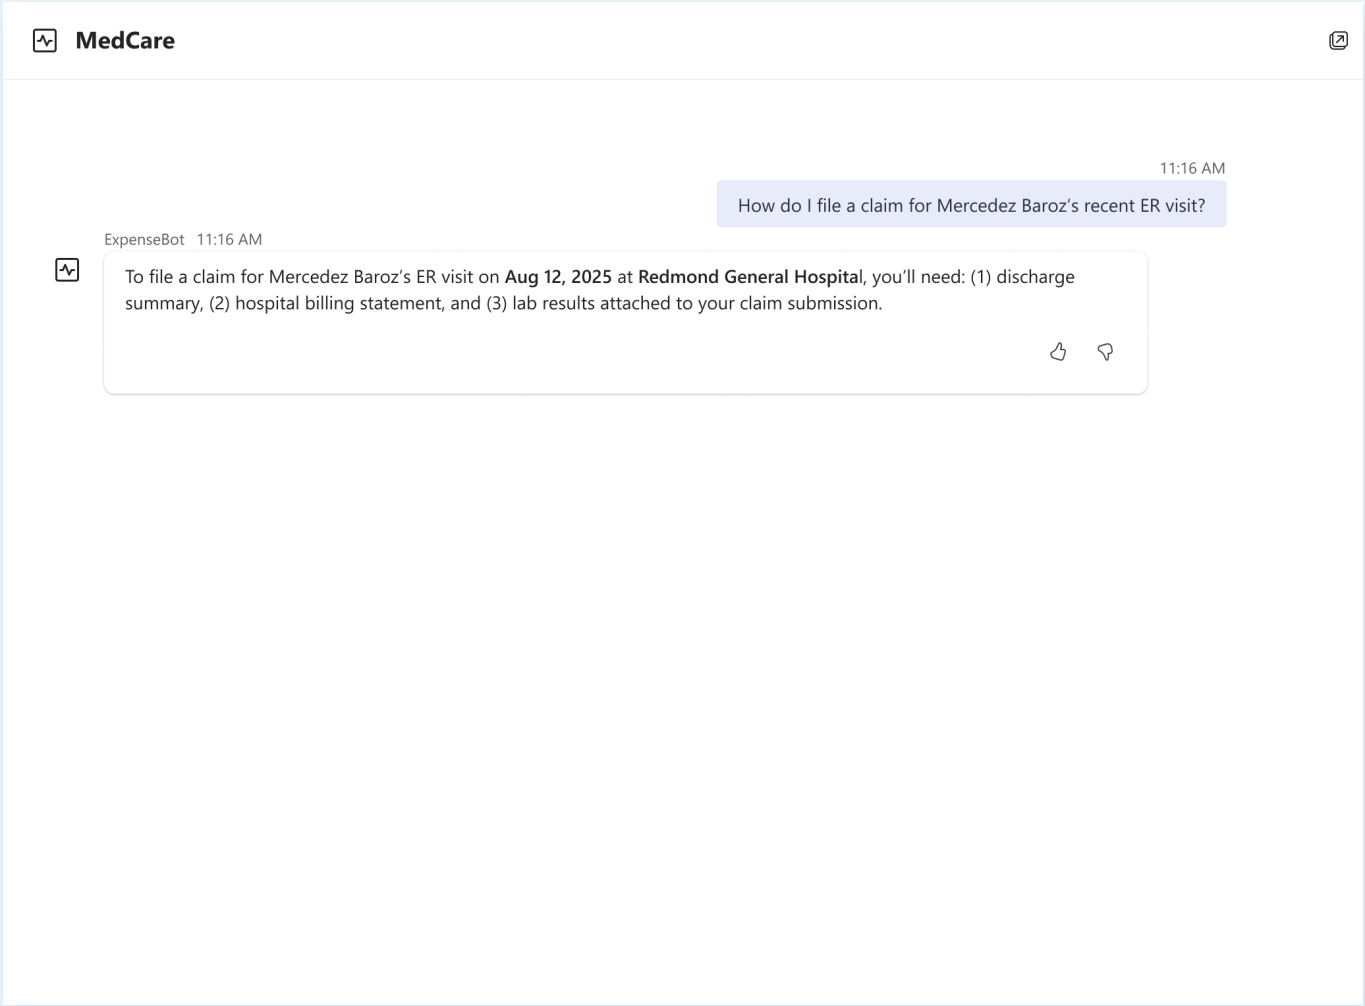 MedCare
11:16 AM
How do I file a claim for Mercedez Baroz’s recent ER visit?
ExpenseBot 11:16 AM
To file a claim for Mercedez Baroz’s ER visit on Aug 12, 2025 at Redmond General Hospital, you’ll need: (1) discharge
summary, (2) hospital billing statement, and (3) lab results attached to your claim submission.